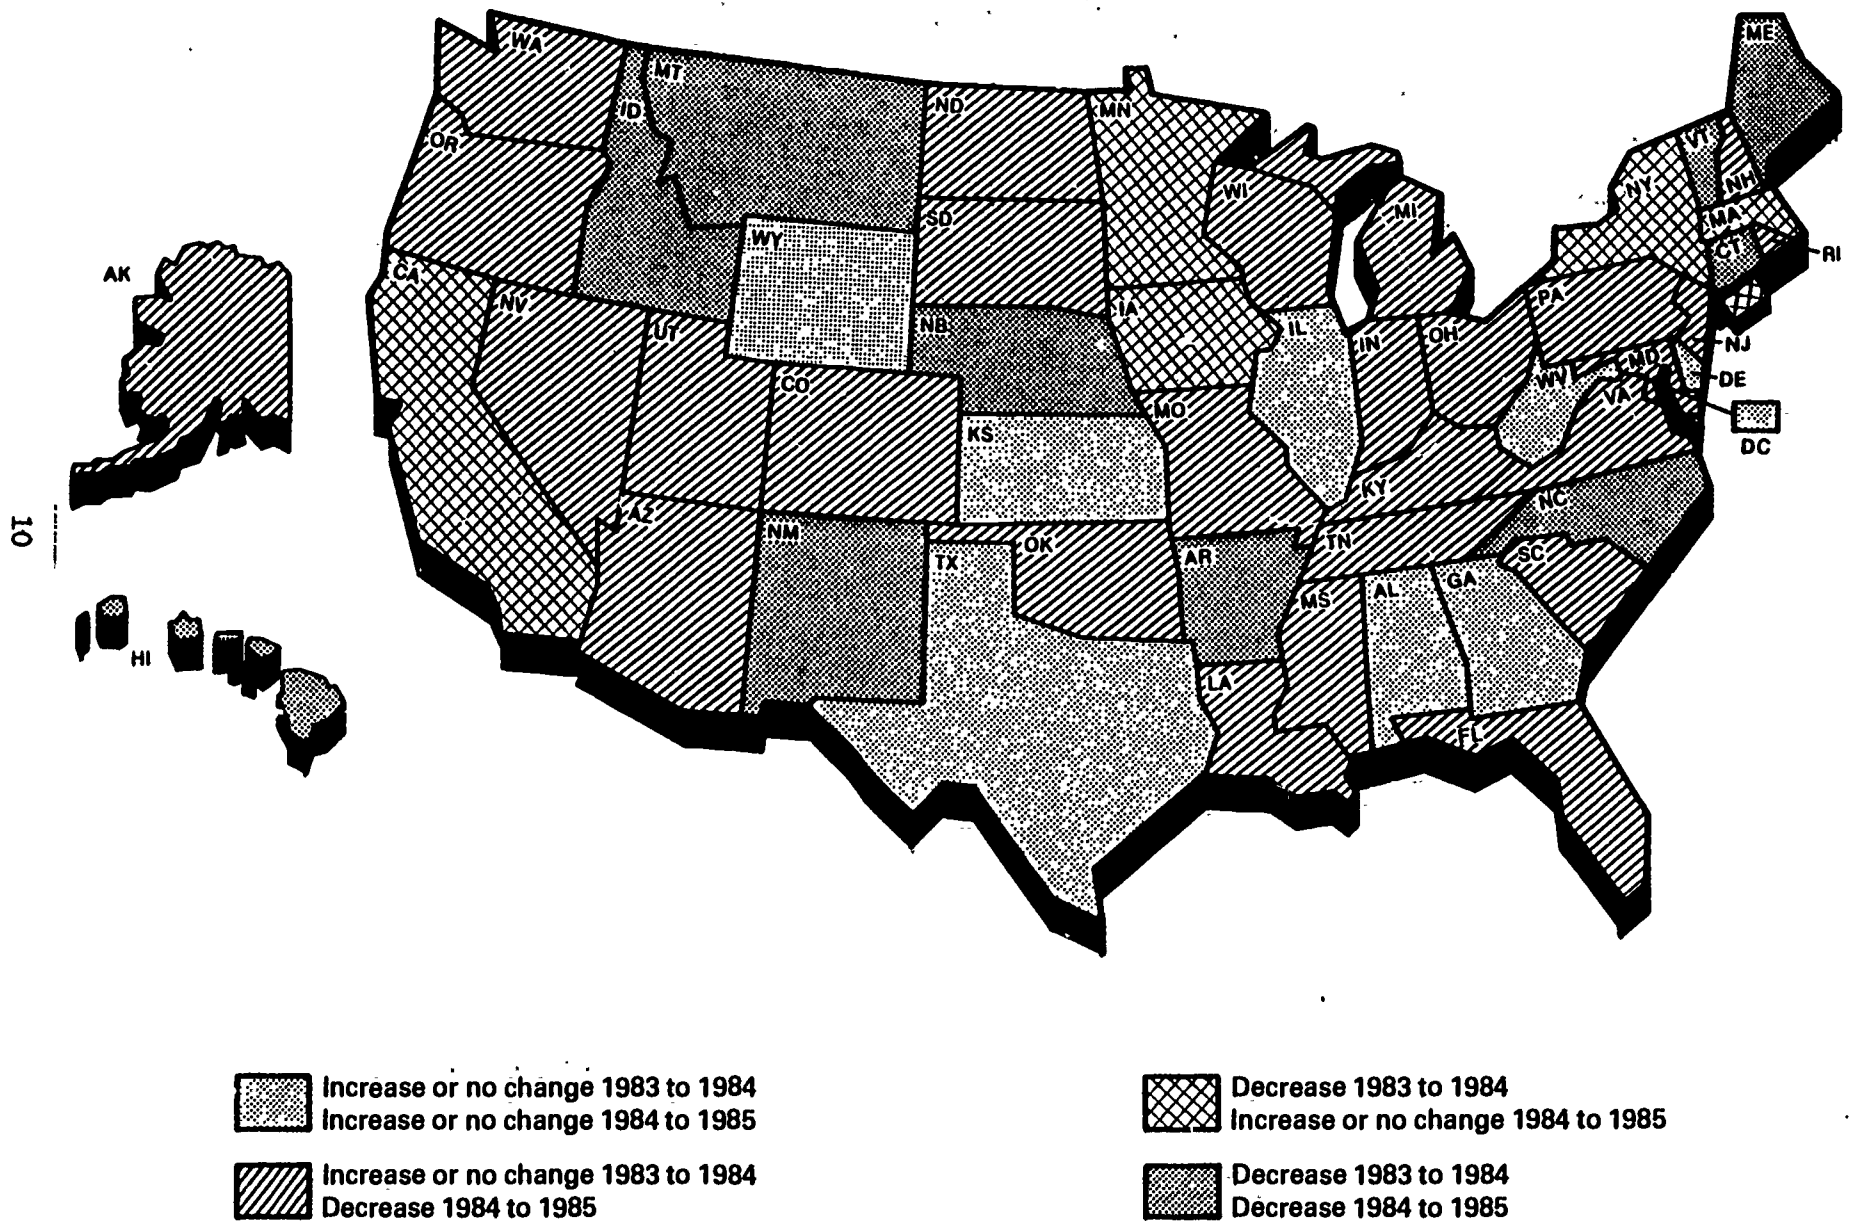 WA
MT
ME
ID
ND
MN
OR
VT
NH
NY
WI
MI
MA
SD
WY
CT
RI
CA
AK
NV
PA
IA
NB
IL
UT
OH
IN
NJ
MD
CO
WV
DE
VA
MO
KS
DC
KY
NC
AZ
NM
TN
OK
SC
TX
AR
GA
AL
MS
10
HI
LA
FL
Increase or no change 1983 to 1984
Increase or no change 1984 to 1985
Increase or no change 1983 to 1984
Decrease 1984 to 1985
Decrease 1983 to 1984
Increase or no change 1984 to 1985
Decrease 1983 to 1984
Decrease 1984 to 1985